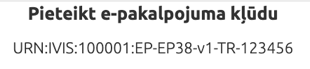 Pieteikt e-pakalpojuma kļūdu
URN:IVIS:100001:EP-EP38-v1-TR-123456